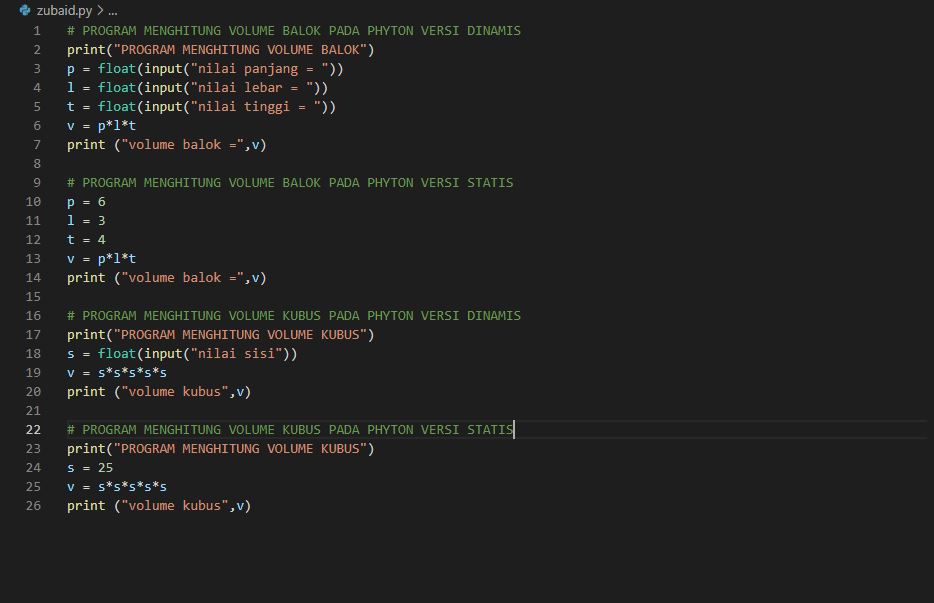 zubaid.py > ...
1 # PROGRAM MENGHITUNG VOLUME BALOK PADA PHYTON VERSI DINAMIS
2 print("PROGRAM MENGHITUNG VOLUME BALOK")
3 p = float(input("nilai panjang = "))
4 l = float(input("nilai lebar = "))
5 t = float(input("nilai tinggi = "))
6 v = p*l*t
7 print ("volume balok =",v)
8
9 # PROGRAM MENGHITUNG VOLUME BALOK PADA PHYTON VERSI STATIS
10 p = 6
11 l = 3
12 t = 4
13 v = p*l*t
14 print ("volume balok =",v)
15
16 # PROGRAM MENGHITUNG VOLUME KUBUS PADA PHYTON VERSI DINAMIS
17 print("PROGRAM MENGHITUNG VOLUME KUBUS")
18 s = float(input("nilai sisi"))
19 v = s*s*s*s*s
20 print ("volume kubus",v)
21
22 # PROGRAM MENGHITUNG VOLUME KUBUS PADA PHYTON VERSI STATIS
23 print("PROGRAM MENGHITUNG VOLUME KUBUS")
24 s = 25
25 v = s*s*s*s*s
26 print ("volume kubus",v)